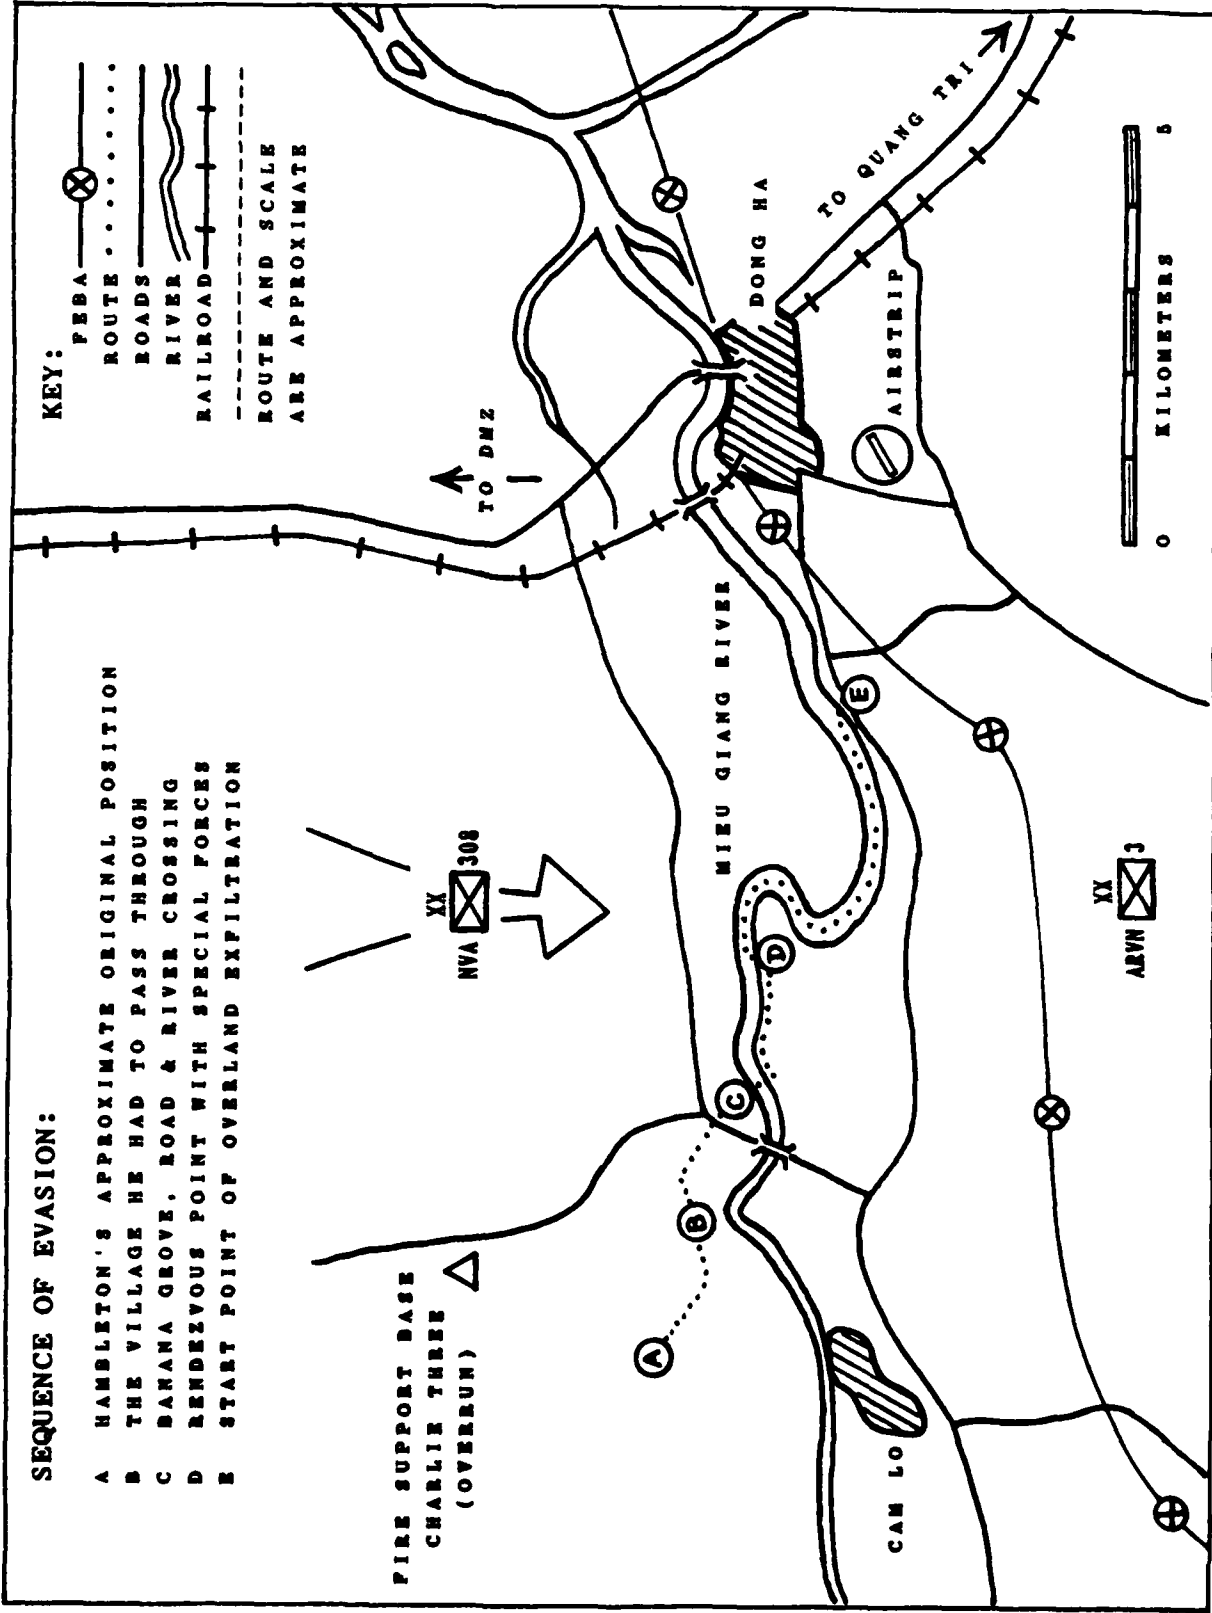 SEQUENCE OF EVASION:
A HAMBLETON'S APPROXIMATE ORIGINAL POSITION
B THE VILLAGE HE HAD TO PASS THROUGH
C BANANA GROVE, ROAD & RIVER CROSSING
D RENDEZVOUS POINT WITH SPECIAL FORCES
E START POINT OF OVERLAND EXFILTRATION
KEY:
FEBA
ROUTE
ROADS
RIVER
RAILROAD
ROUTE AND SCALE
ARE APPROXIMATE
TO DMZ
XX
NVA 308
FIRE SUPPORT BASE
CHARLIE THREE
(OVERRUN)
A
B
C
D
E
MIEU GIANG RIVER
DONG HA
TO QUANG TRI
AIRSTRIP
CAM LO
XX
ARVN 3
0 KILOMETERS 5